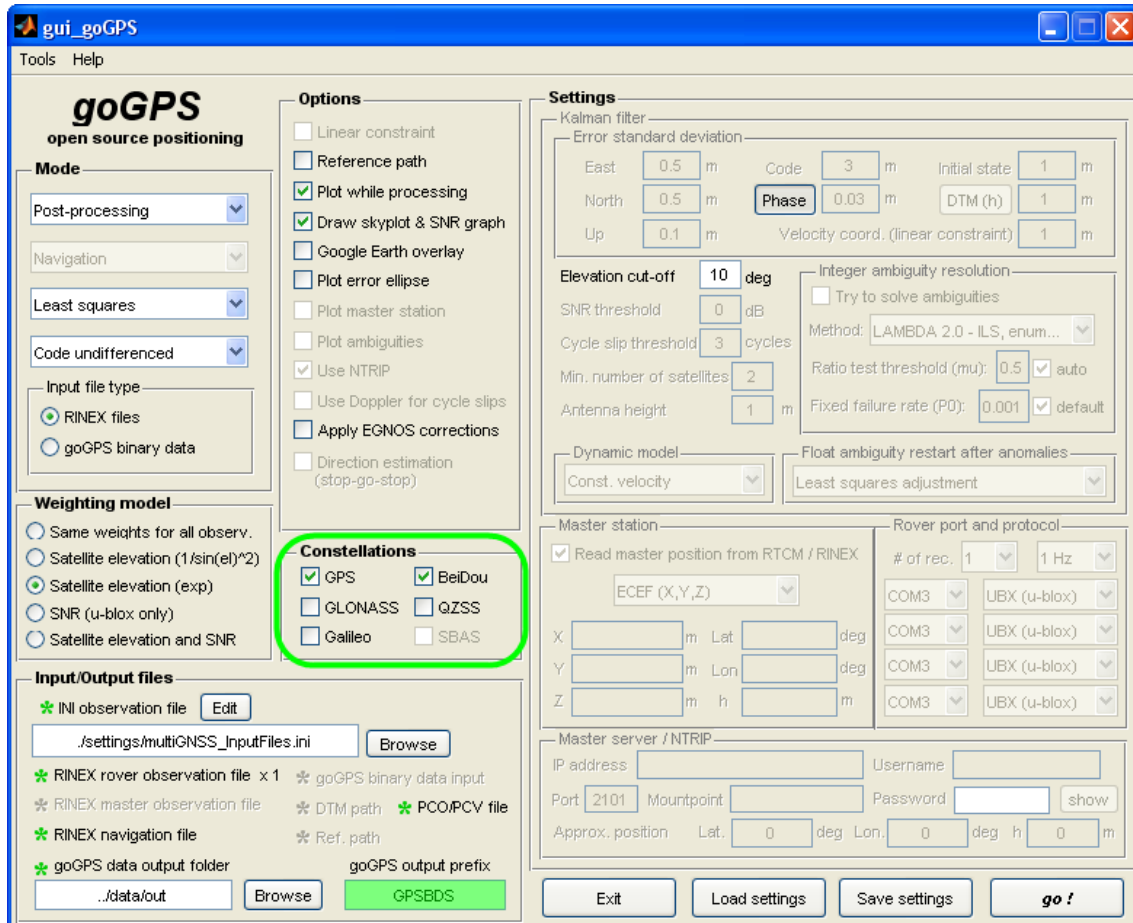 gui_goGPS
Tools Help
goGPS
open source positioning
Mode
Post-processing
Navigation
Least squares
Code undifferenced
Input file type
RINEX files
goGPS binary data
Weighting model
Same weights for all observ.
Satellite elevation (1/sin(el)^2)
Satellite elevation (exp)
SNR (u-blox only)
Satellite elevation and SNR
Options
Linear constraint
Reference path
Plot while processing
Draw skyplot & SNR graph
Google Earth overlay
Plot error ellipse
Plot master station
Plot ambiguities
Use NTRIP
Use Doppler for cycle slips
Apply EGNOS corrections
Direction estimation
(stop-go-stop)
Constellations
GPS BeiDou
GLONASS QZSS
Galileo SBAS
Settings
Kalman filter
Error standard deviation
East 0.5 m Code 3 m Initial state 1 m
North 0.5 m Phase 0.03 m DTM (h) 1 m
Up 0.1 m Velocity coord. (linear constraint) 1 m
Elevation cut-off 10 deg
SNR threshold 0 dB
Cycle slip threshold 3 cycles
Min. number of satellites 2
Antenna height 1 m
Integer ambiguity resolution
Try to solve ambiguities
Method: LAMBDA 2.0 - ILS, enum...
Ratio test threshold (mu): 0.5 auto
Fixed failure rate (P0): 0.001 default
Dynamic model
Const. velocity
Float ambiguity restart after anomalies
Least squares adjustment
Master station
Read master position from RTCM / RINEX
ECEF (X,Y,Z)
X m Lat deg
Y m Lon deg
Z m h m
Rover port and protocol
# of rec. 1 1 Hz
COM3 UBX (u-blox)
COM3 UBX (u-blox)
COM3 UBX (u-blox)
COM3 UBX (u-blox)
Master server / NTRIP
IP address Username
Port 2101 Mountpoint Password show
Approx. position Lat. 0 deg Lon. 0 deg h 0 m
Input/Output files
INI observation file Edit
./settings/multiGNSS_InputFiles.ini Browse
RINEX rover observation file x 1 goGPS binary data input
RINEX master observation file DTM path PCO/PCV file
RINEX navigation file Ref. path
goGPS data output folder goGPS output prefix
../data/out Browse GPSBDS
Exit Load settings Save settings go !